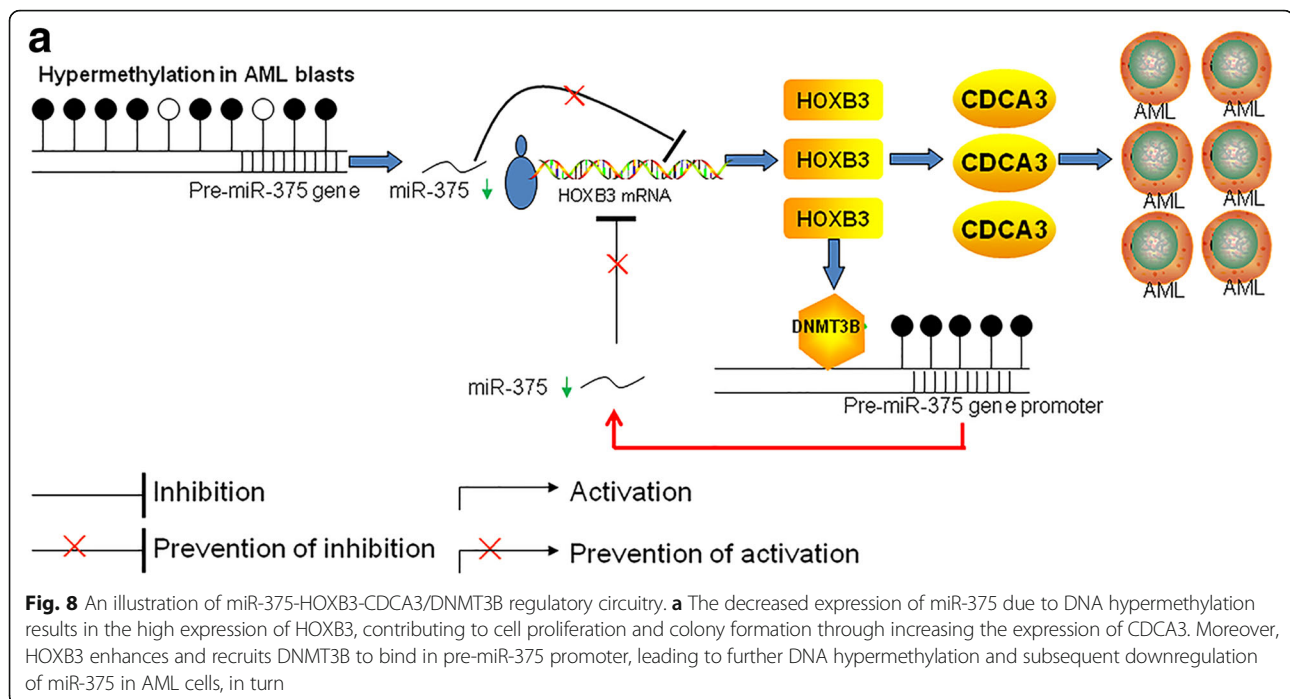 a
Hypermethylation in AML blasts
Pre-miR-375 gene
miR-375
HOXB3 mRNA
HOXB3
HOXB3
HOXB3
CDCA3
CDCA3
CDCA3
AML AML
AML AML
AML AML
DNMT3B
Pre-miR-375 gene promoter
miR-375
Inhibition
Activation
Prevention of inhibition
Prevention of activation
Fig. 8 An illustration of miR-375-HOXB3-CDCA3/DNMT3B regulatory circuitry. a The decreased expression of miR-375 due to DNA hypermethylation
results in the high expression of HOXB3, contributing to cell proliferation and colony formation through increasing the expression of CDCA3. Moreover,
HOXB3 enhances and recruits DNMT3B to bind in pre-miR-375 promoter, leading to further DNA hypermethylation and subsequent downregulation
of miR-375 in AML cells, in turn